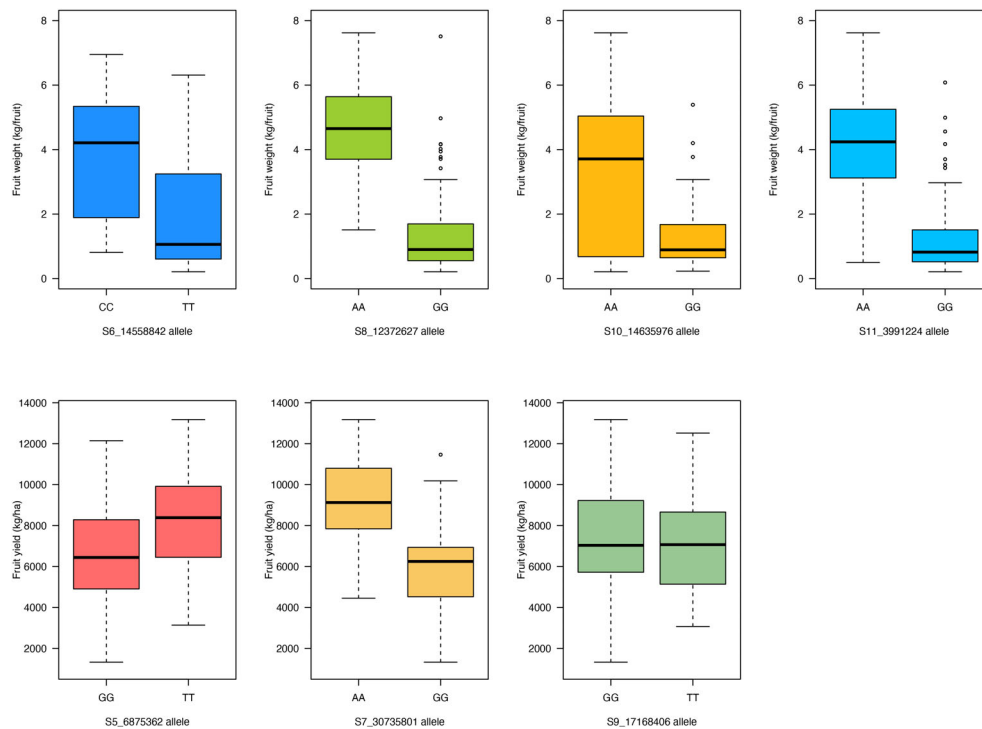 8
6
4
2
0
Fruit weight (kg/fruit)
CC TT
S6_14558842 allele
8
6
4
2
0
Fruit weight (kg/fruit)
AA GG
S8_12372627 allele
8
6
4
2
0
Fruit weight (kg/fruit)
AA GG
S10_14635976 allele
8
6
4
2
0
Fruit weight (kg/fruit)
AA GG
S11_3991224 allele
14000
12000
10000
8000
6000
4000
2000
Fruit yield (kg/ha)
GG TT
S5_6875362 allele
14000
12000
10000
8000
6000
4000
2000
Fruit yield (kg/ha)
AA GG
S7_30735801 allele
14000
12000
10000
8000
6000
4000
2000
Fruit yield (kg/ha)
GG TT
S9_17168406 allele